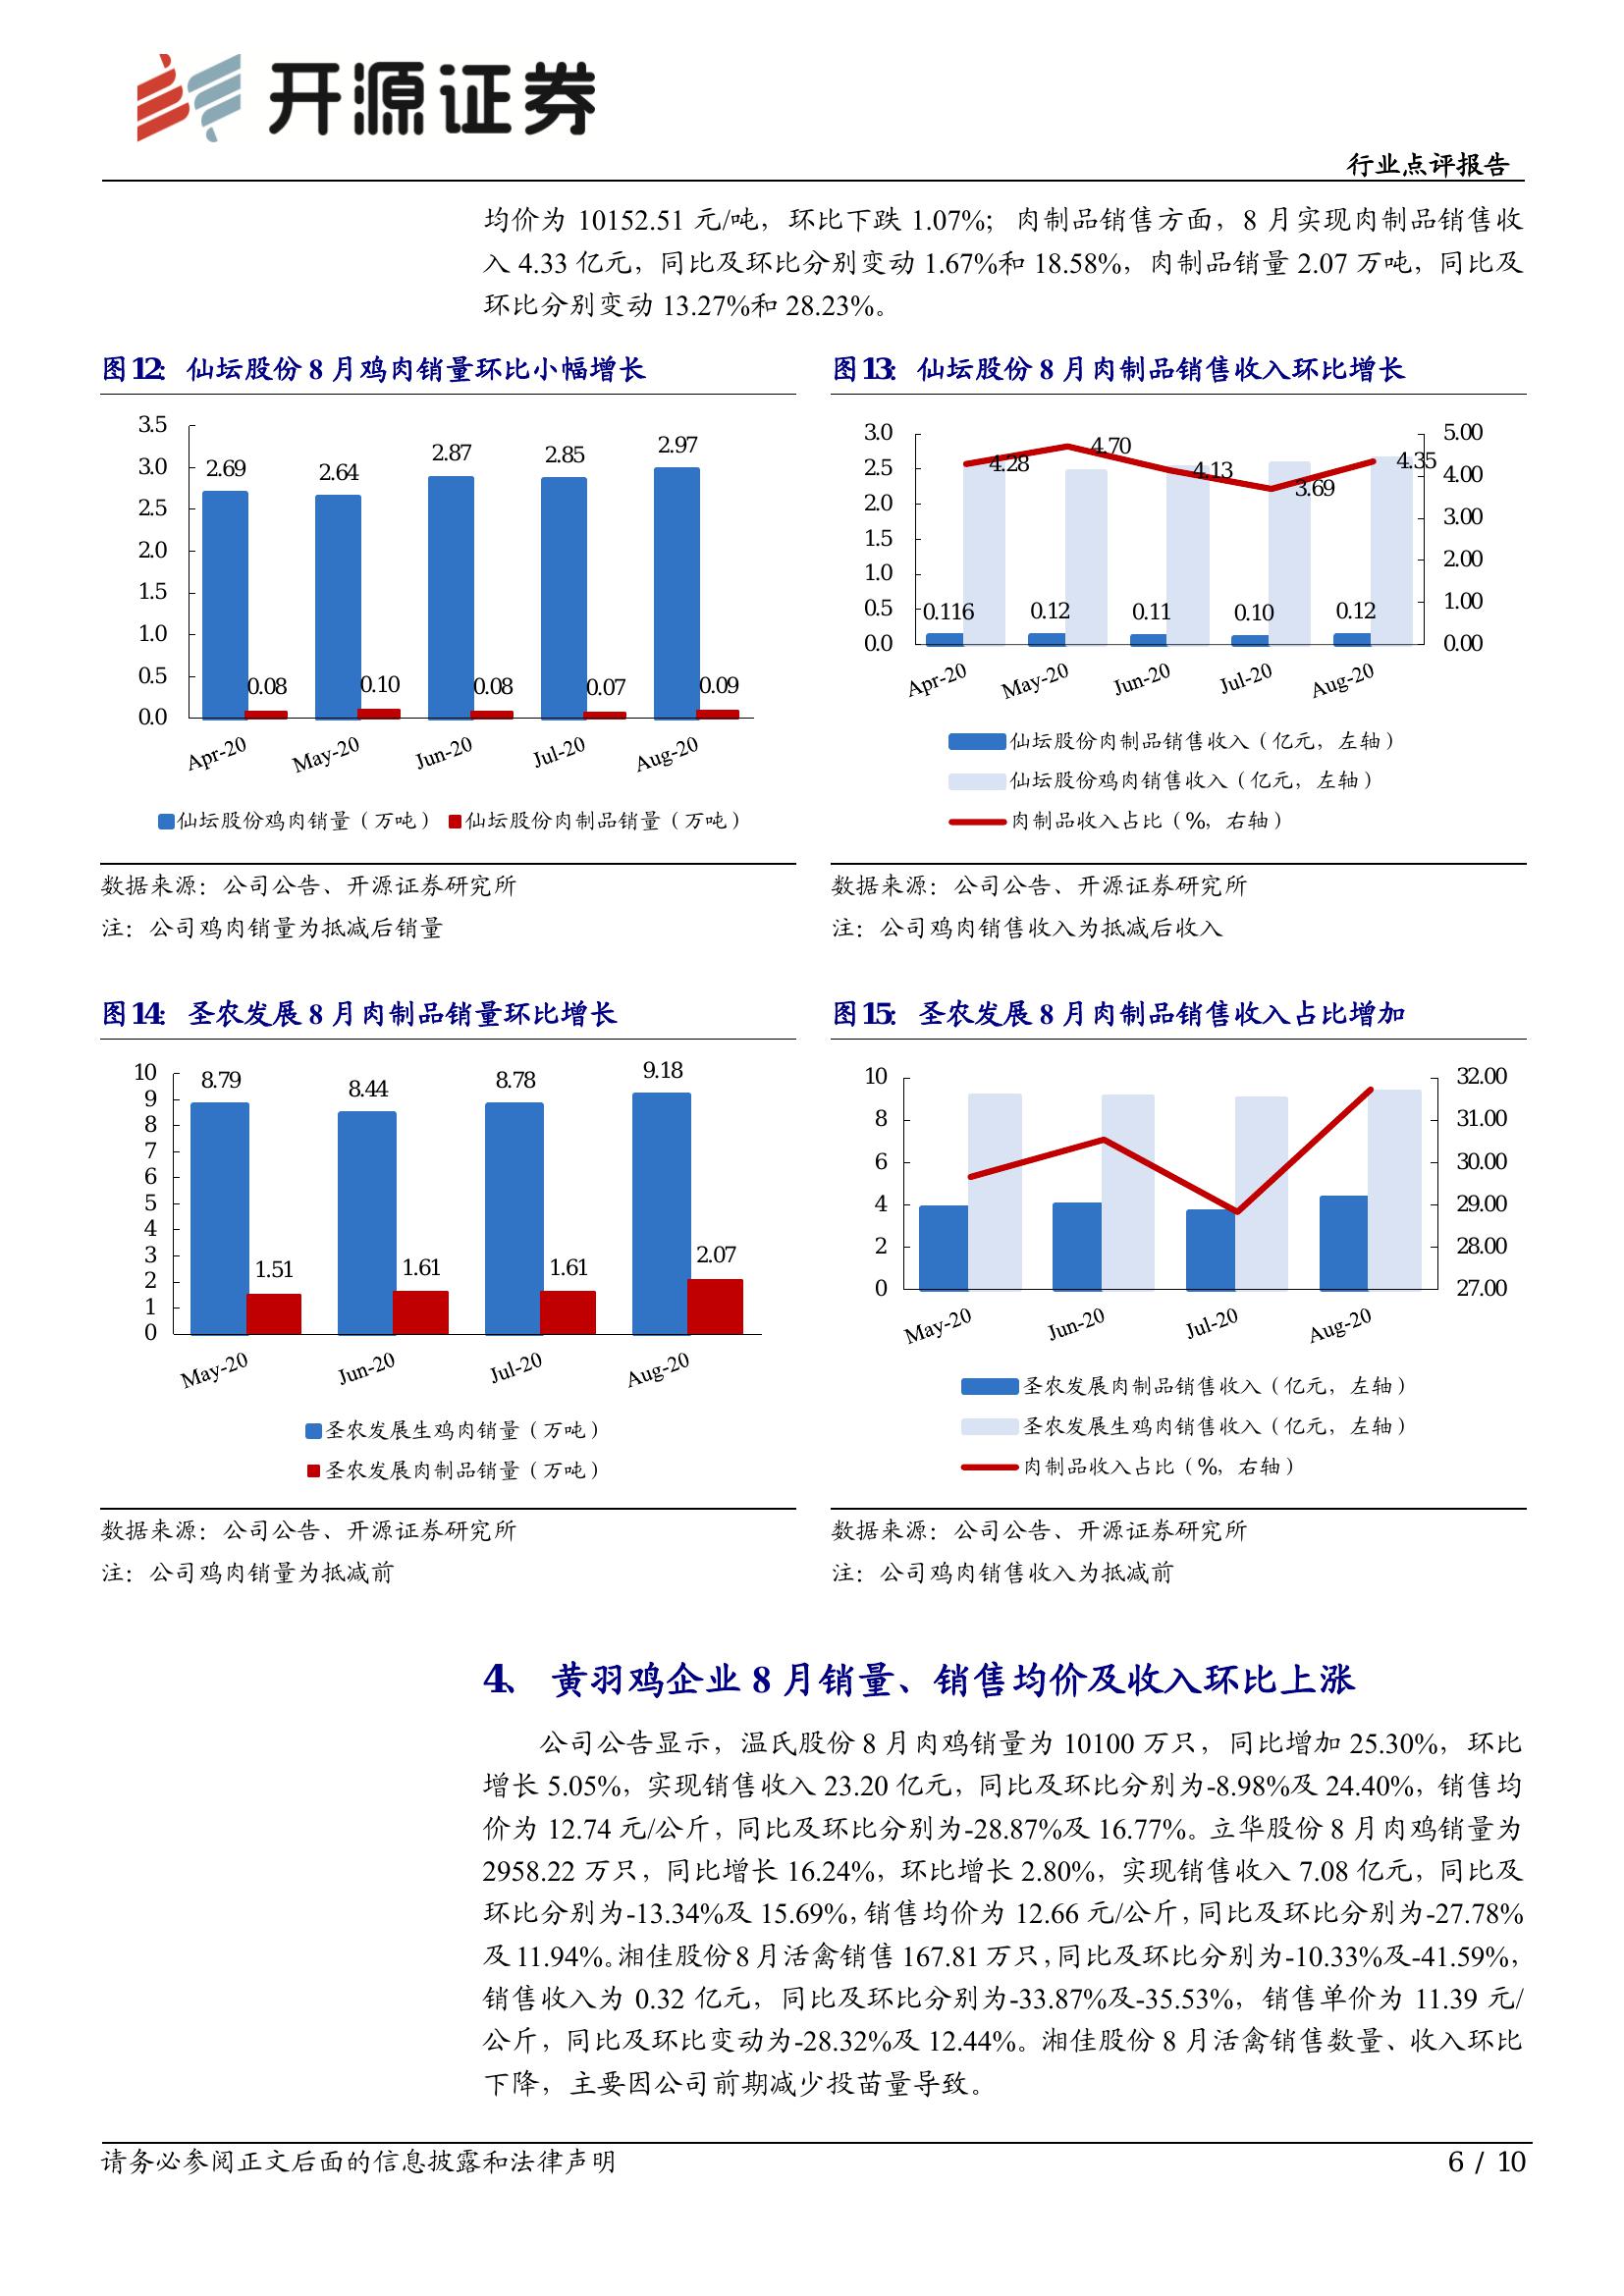 开源证券
行业点评报告
均价为 10152.51 元/吨，环比下跌 1.07%；肉制品销售方面，8 月实现肉制品销售收
入 4.33 亿元，同比及环比分别变动 1.67%和 18.58%，肉制品销量 2.07 万吨，同比及
环比分别变动 13.27%和 28.23%。
图12：仙坛股份 8 月鸡肉销量环比小幅增长
3.5
3.0
2.5
2.0
1.5
1.0
0.5
0.0
2.69
2.64
2.87
2.85
2.97
0.08
0.10
0.08
0.07
0.09
Apr-20
May-20
Jun-20
Jul-20
Aug-20
仙坛股份鸡肉销量（万吨）
仙坛股份肉制品销量（万吨）
数据来源：公司公告、开源证券研究所
注：公司鸡肉销量为抵减后销量
图13：仙坛股份 8 月肉制品销售收入环比增长
3.0
2.5
2.0
1.5
1.0
0.5
0.0
4.28
4.70
4.13
3.69
4.35
0.116
0.12
0.11
0.10
0.12
5.00
4.00
3.00
2.00
1.00
0.00
Apr-20
May-20
Jun-20
Jul-20
Aug-20
仙坛股份肉制品销售收入（亿元，左轴）
仙坛股份鸡肉销售收入（亿元，左轴）
肉制品收入占比（%，右轴）
数据来源：公司公告、开源证券研究所
注：公司鸡肉销售收入为抵减后收入
图14：圣农发展 8 月肉制品销量环比增长
10
9
8
7
6
5
4
3
2
1
0
8.79
8.44
8.78
9.18
1.51
1.61
1.61
2.07
May-20
Jun-20
Jul-20
Aug-20
圣农发展生鸡肉销量（万吨）
圣农发展肉制品销量（万吨）
数据来源：公司公告、开源证券研究所
注：公司鸡肉销量为抵减前
图15：圣农发展 8 月肉制品销售收入占比增加
10
8
6
4
2
0
32.00
31.00
30.00
29.00
28.00
27.00
May-20
Jun-20
Jul-20
Aug-20
圣农发展肉制品销售收入（亿元，左轴）
圣农发展生鸡肉销售收入（亿元，左轴）
肉制品收入占比（%，右轴）
数据来源：公司公告、开源证券研究所
注：公司鸡肉销售收入为抵减前
4、 黄羽鸡企业 8 月销量、销售均价及收入环比上涨
公司公告显示，温氏股份 8 月肉鸡销量为 10100 万只，同比增加 25.30%，环比
增长 5.05%，实现销售收入 23.20 亿元，同比及环比分别为-8.98%及 24.40%，销售均
价为 12.74 元/公斤，同比及环比分别为-28.87%及 16.77%。立华股份 8 月肉鸡销量为
2958.22 万只，同比增长 16.24%，环比增长 2.80%，实现销售收入 7.08 亿元，同比及
环比分别为-13.34%及 15.69%，销售均价为 12.66 元/公斤，同比及环比分别为-27.78%
及 11.94%。湘佳股份 8 月活禽销售 167.81 万只，同比及环比分别为-10.33%及-41.59%，
销售收入为 0.32 亿元，同比及环比分别为-33.87%及-35.53%，销售单价为 11.39 元/
公斤，同比及环比变动为-28.32%及 12.44%。湘佳股份 8 月活禽销售数量、收入环比
下降，主要因公司前期减少投苗量导致。
请务必参阅正文后面的信息披露和法律声明
6 / 10